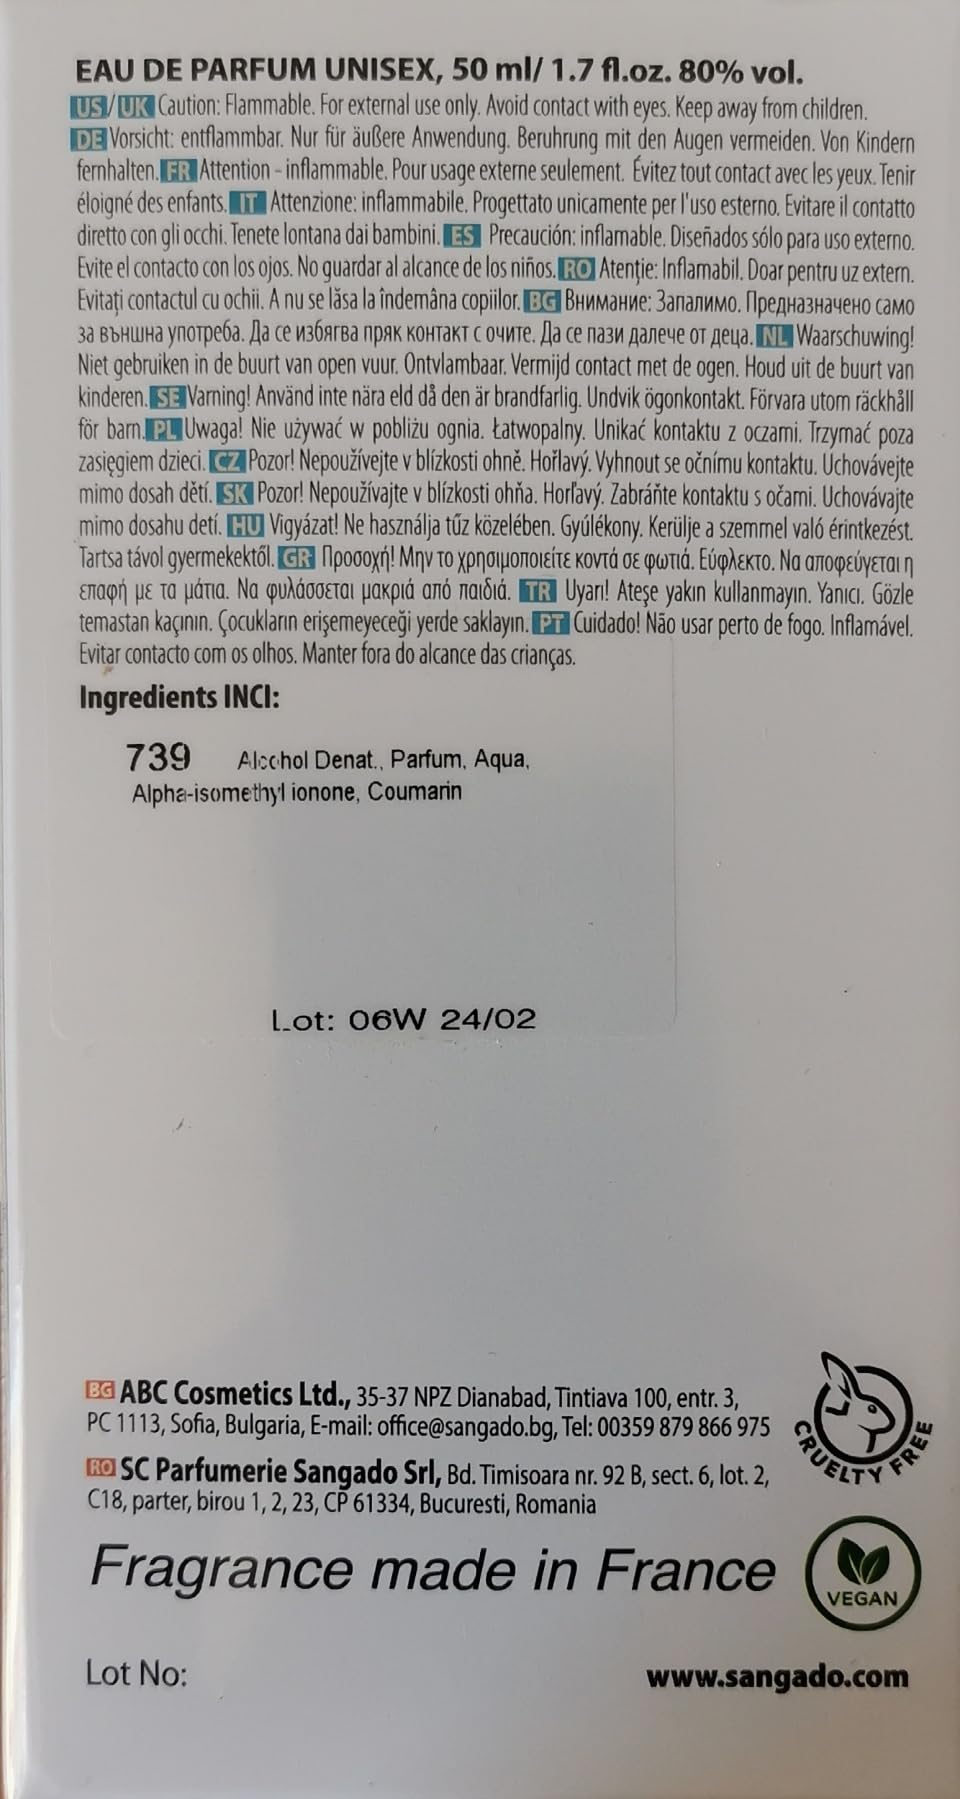 EAU DE PARFUM UNISEX, 50 ml/ 1.7 fl.oz. 80% vol.
US/UK Caution: Flammable. For external use only. Avoid contact with eyes. Keep away from children.
DE Vorsicht: entflammbar. Nur für äußere Anwendung. Beruhrung mit den Augen vermeiden. Von Kindern
fernhalten. FR Attention - inflammable. Pour usage externe seulement. Évitez tout contact avec les yeux. Tenir
éloigné des enfants. IT Attenzione: inflammabile. Progettato unicamente per l'uso esterno. Evitare il contatto
diretto con gli occhi. Tenete lontana dai bambini. ES Precaución: inflamable. Diseñados sólo para uso externo.
Evite el contacto con los ojos. No guardar al alcance de los niños. RO Atenție: Inflamabil. Doar pentru uz extern.
Evitați contactul cu ochii. A nu se lăsa la îndemâna copiilor. BG Внимание: Запалимо. Предназначено само
за външна употреба. Да се избягва пряк контакт с очите. Да се пази далече от деца. NL Waarschuwing!
Niet gebruiken in de buurt van open vuur. Ontvlambaar. Vermijd contact met de ogen. Houd uit de buurt van
kinderen. SE Varning! Använd inte nära eld då den är brandfarlig. Undvik ögonkontakt. Förvara utom räckhåll
för barn. PL Uwaga! Nie używać w pobliżu ognia. Łatwopalny. Unikać kontaktu z oczami. Trzymać poza
zasięgiem dzieci. CZ Pozor! Nepoužívejte v blízkosti ohně. Hořlavý. Vyhnout se očnímu kontaktu. Uchovávejte
mimo dosah dětí. SK Pozor! Nepoužívajte v blízkosti ohňa. Horľavý. Zabráňte kontaktu s očami. Uchovávajte
mimo dosahu detí. HU Vigyázat! Ne használja tűz közelében. Gyúlékony. Kerülje a szemmel való érintkezést.
Tartsa távol gyermekektől. GR Προσοχή! Μην το χρησιμοποιείτε κοντά σε φωτιά. Εύφλεκτο. Να αποφεύγεται η
επαφή με τα μάτια. Να φυλάσσεται μακριά από παιδιά. TR Uyarı! Ateşe yakın kullanmayın. Yanıcı. Gözle
temastan kaçının. Çocukların erişemeyeceği yerde saklayın. PT Cuidado! Não usar perto de fogo. Inflamável.
Evitar contacto com os olhos. Manter fora do alcance das crianças.
Ingredients INCI:
739 Alcohol Denat., Parfum, Aqua,
Alpha-isomethyl ionone, Coumarin
Lot: 06W 24/02
BG ABC Cosmetics Ltd., 35-37 NPZ Dianabad, Tintiava 100, entr. 3,
PC 1113, Sofia, Bulgaria, E-mail: office@sangado.bg, Tel: 00359 879 866 975
RO SC Parfumerie Sangado Srl, Bd. Timisoara nr. 92 B, sect. 6, lot. 2,
C18, parter, birou 1, 2, 23, CP 61334, Bucuresti, Romania
CRUELTY FREE
Fragrance made in France
VEGAN
Lot No:
www.sangado.com